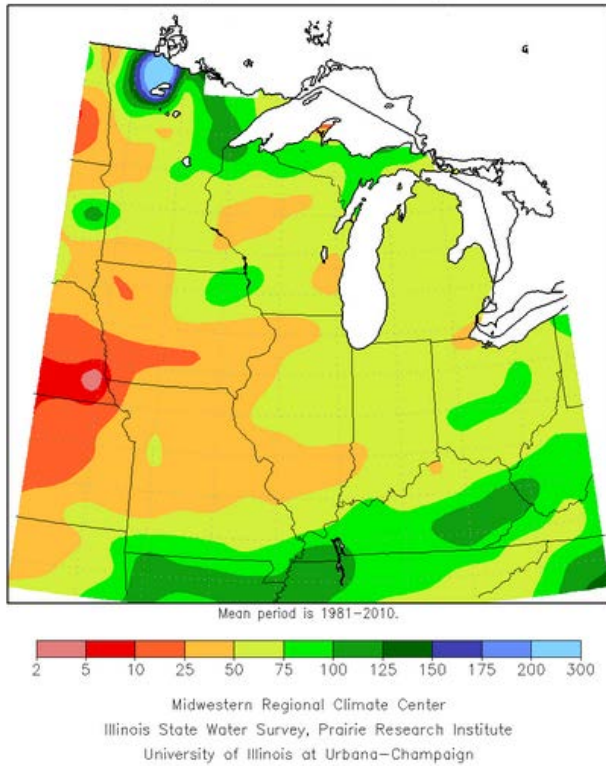 Mean period is 1981-2010.
2 5 10 25 50 75 100 125 150 175 200 300
Midwestern Regional Climate Center
Illinois State Water Survey, Prairie Research Institute
University of Illinois at Urbana-Champaign